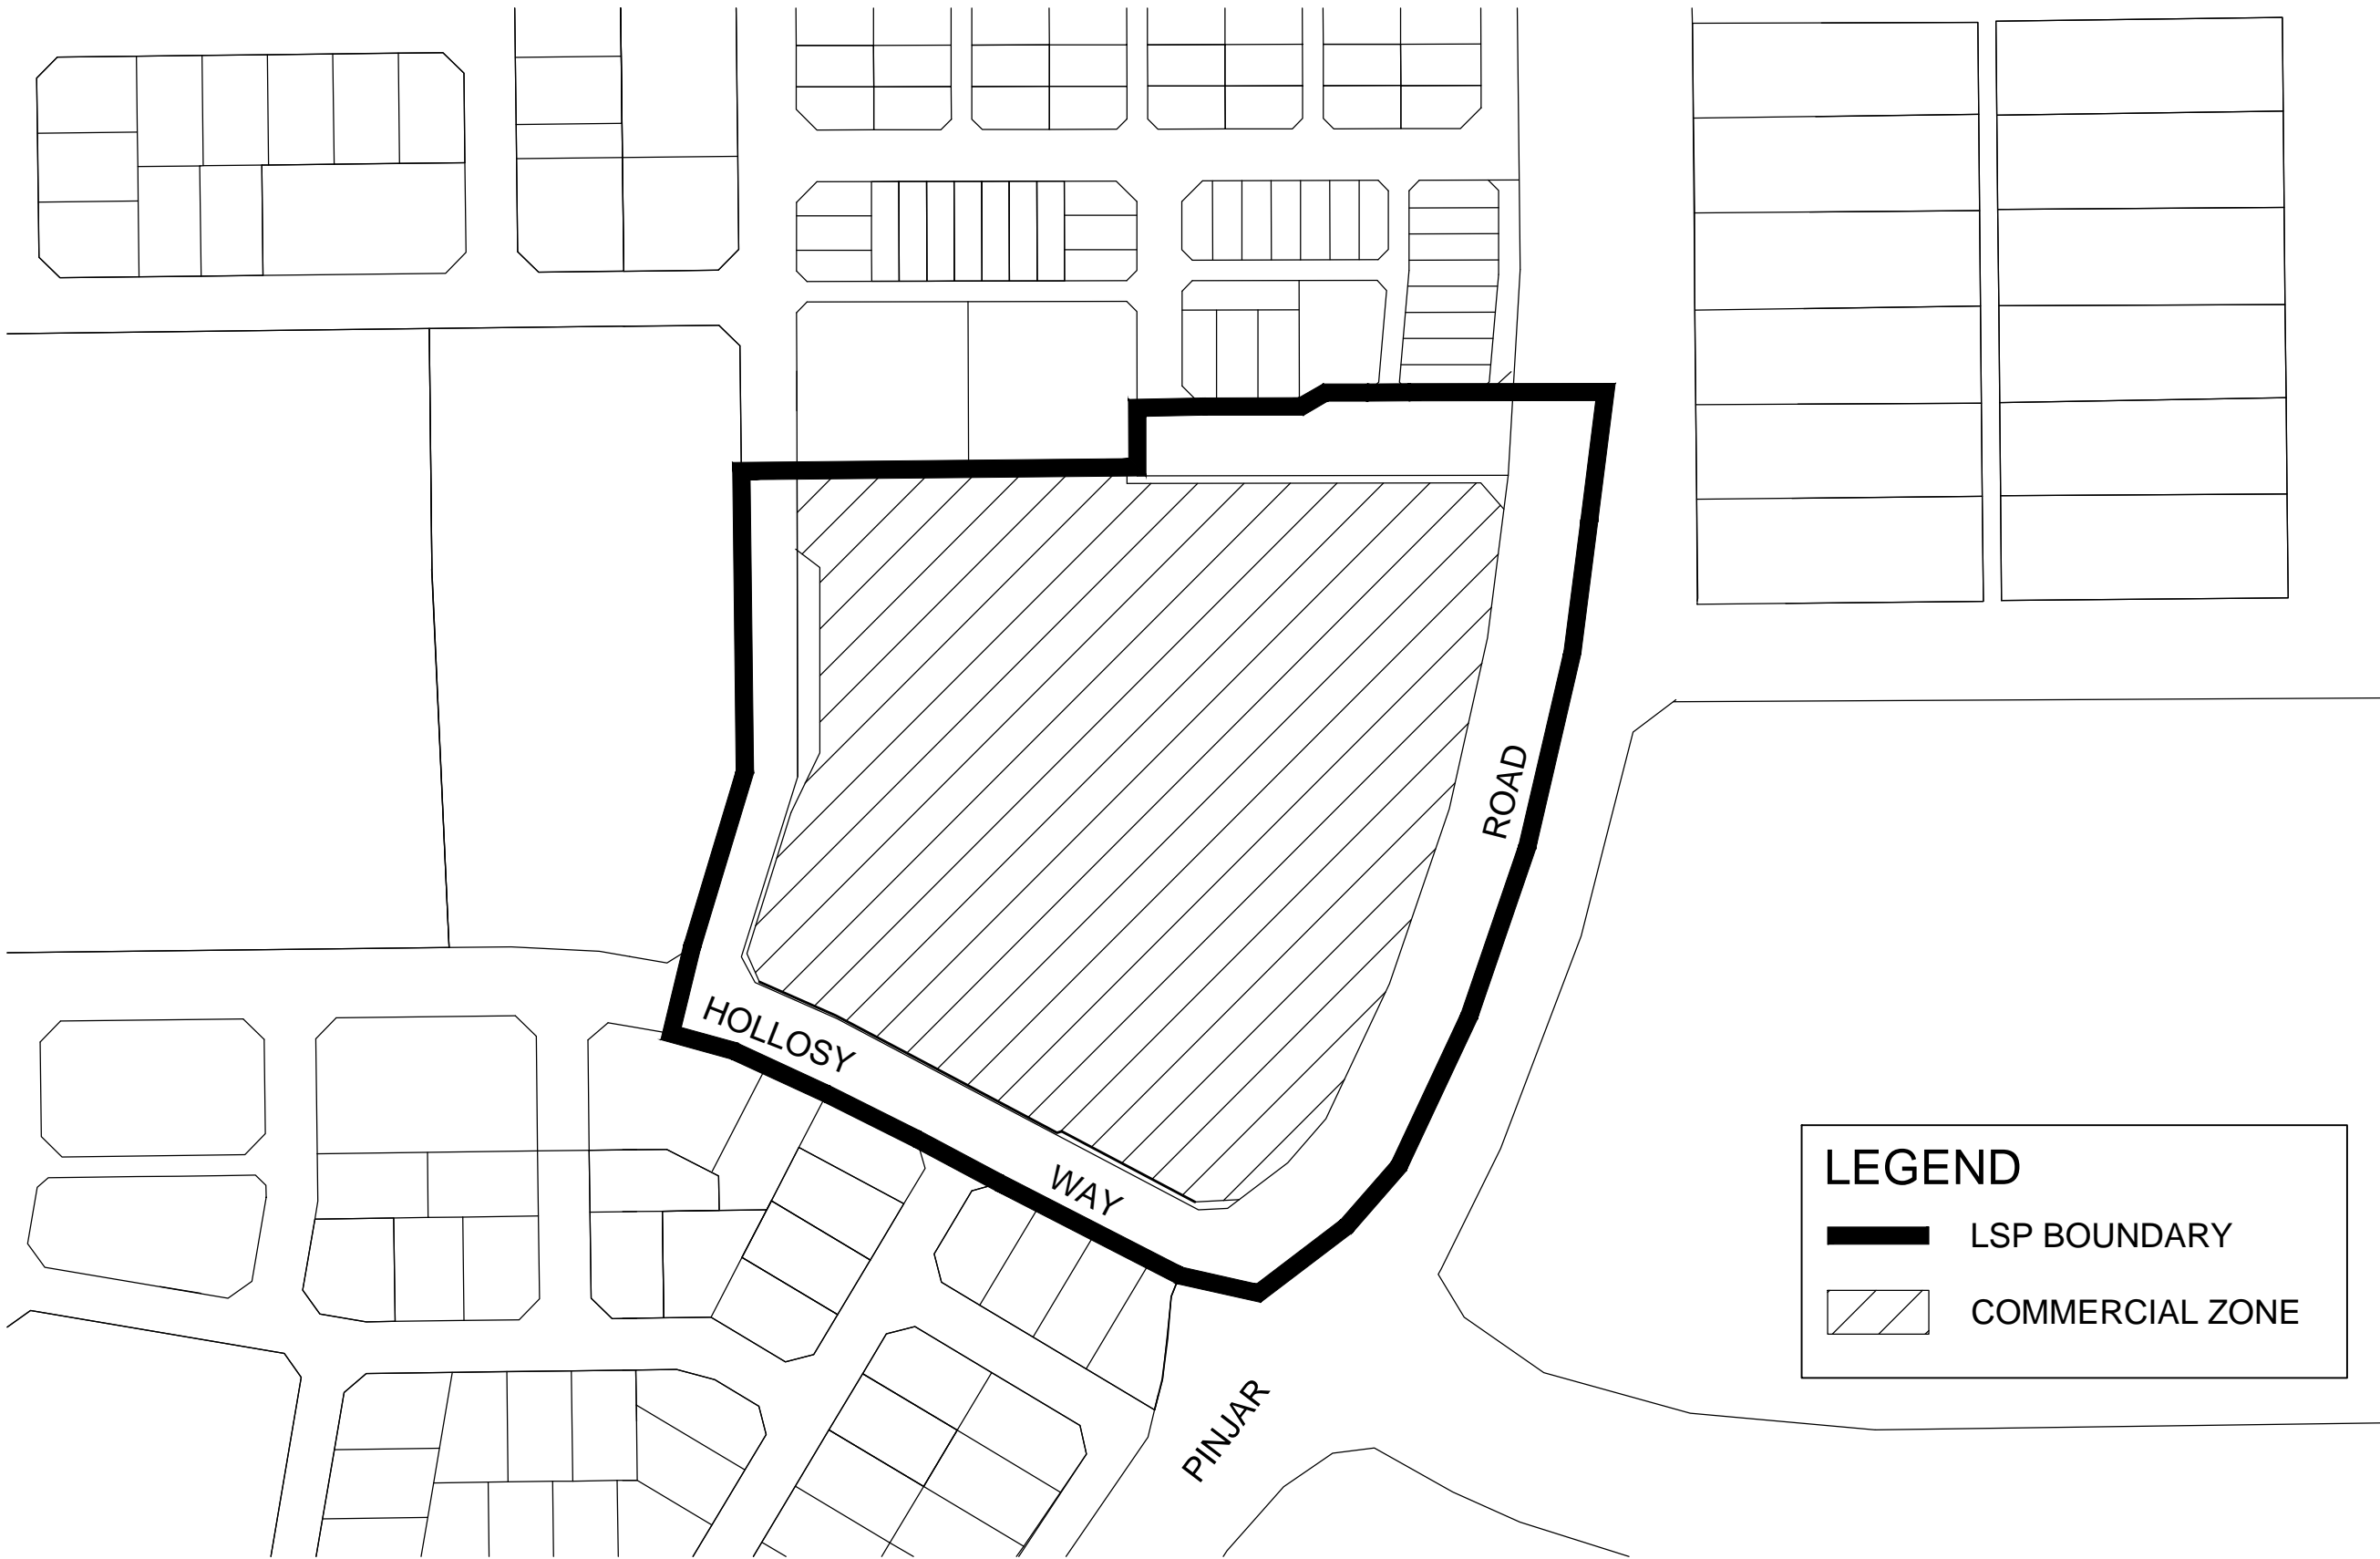 ROAD
HOLLOSY
WAY
LEGEND
LSP BOUNDARY
COMMERCIAL ZONE
PINJAR